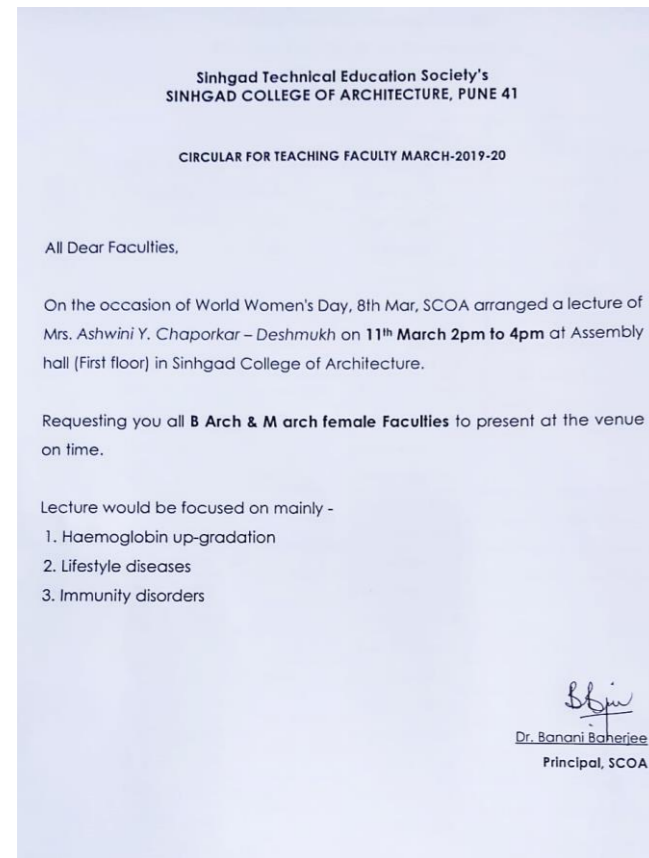 Sinhgad Technical Education Society's
SINHGAD COLLEGE OF ARCHITECTURE, PUNE 41
CIRCULAR FOR TEACHING FACULTY MARCH-2019-20
All Dear Faculties,
On the occasion of World Women's Day, 8th Mar, SCOA arranged a lecture of
Mrs. Ashwini Y. Chaporkar – Deshmukh on 11th March 2pm to 4pm at Assembly
hall (First floor) in Sinhgad College of Architecture.
Requesting you all B Arch & M arch female Faculties to present at the venue
on time.
Lecture would be focused on mainly -
1. Haemoglobin up-gradation
2. Lifestyle diseases
3. Immunity disorders
Dr. Banani Banerjee
Principal, SCOA